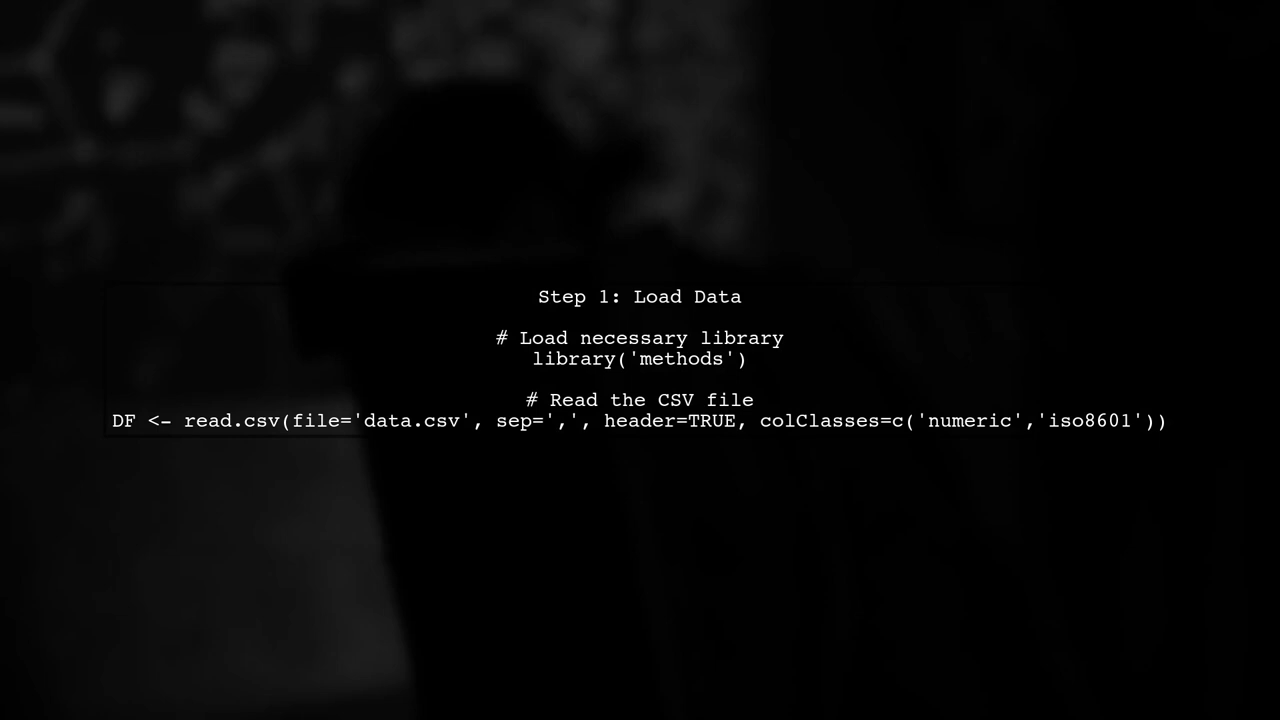 Step 1: Load Data
# Load necessary library
library('methods')
# Read the CSV file
DF <- read.csv(file='data.csv', sep=',', header=TRUE, colClasses=c('numeric','iso8601'))